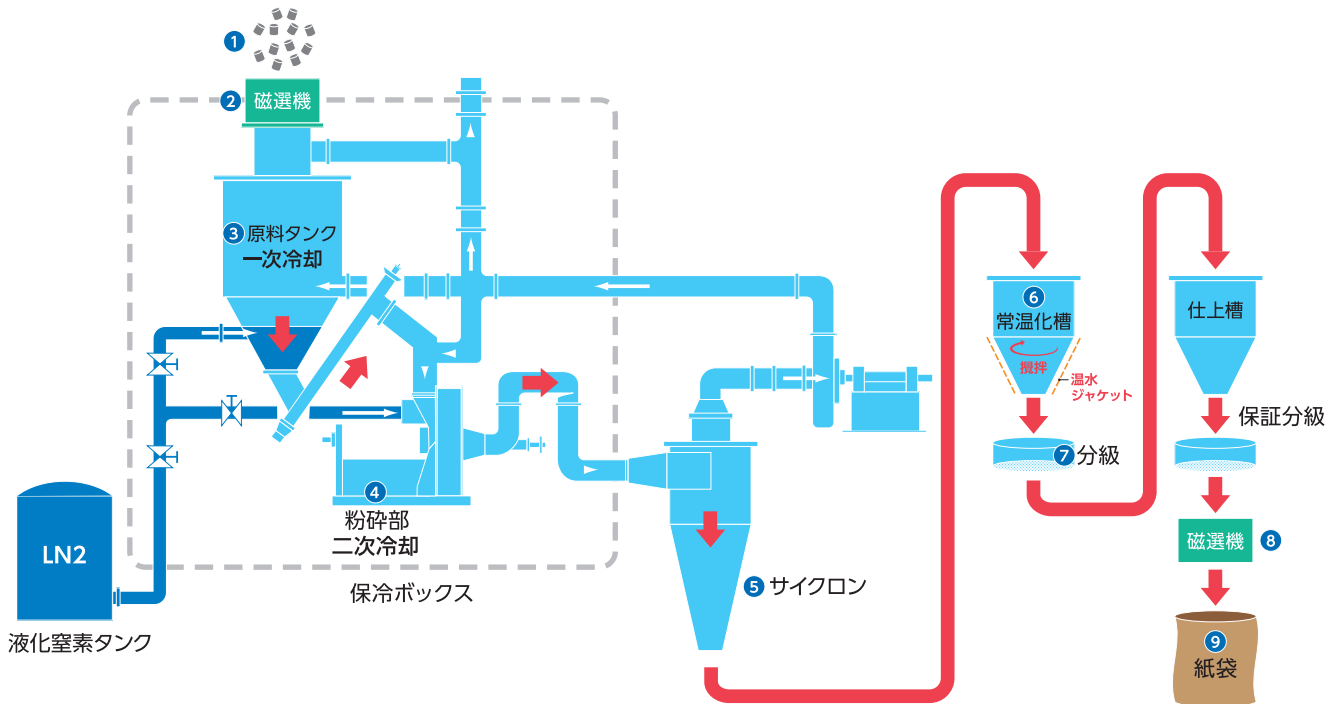 1
2 磁選機
3 原料タンク
一次冷却
4
粉砕部
二次冷却
保冷ボックス
LN2
液化窒素タンク
5 サイクロン
6
常温化槽
攪拌
温水
ジャケット
7 分級
仕上槽
保証分級
磁選機 8
9
紙袋